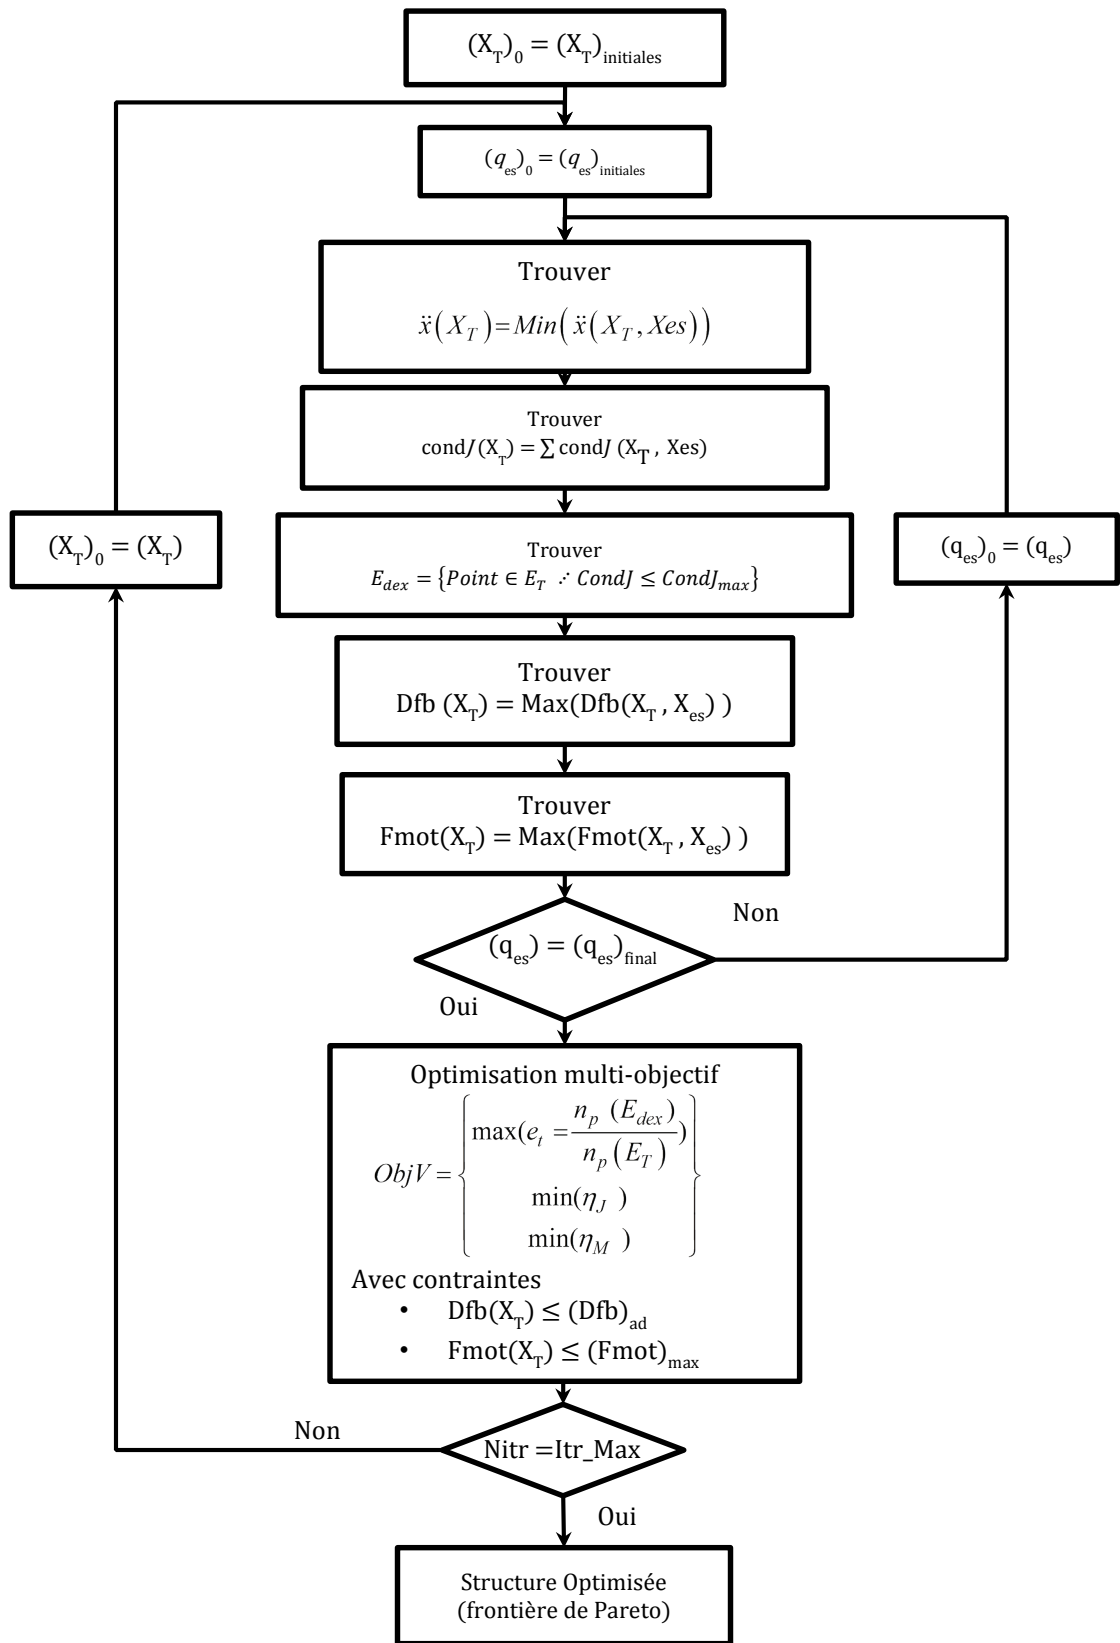 (X_T)_0 = (X_T)_initiales
(q_es)_0 = (q_es)_initiales
Trouver
ẍ(X_T) = Min(ẍ(X_T, Xes))
Trouver
condJ(X_T) = ∑ condJ (X_T , Xes)
(X_T)_0 = (X_T)
Trouver
E_dex = {Point ∈ E_T ⋰ CondJ ≤ CondJ_max}
(q_es)_0 = (q_es)
Trouver
Dfb (X_T) = Max(Dfb(X_T , X_es) )
Trouver
Fmot(X_T) = Max(Fmot(X_T , X_es) )
Non
(q_es) = (q_es)_final
Oui
Optimisation multi-objectif
ObjV = { max(e_t = n_p (E_dex) / n_p (E_T))
min(η_J )
min(η_M ) }
Avec contraintes
• Dfb(X_T) ≤ (Dfb)_ad
• Fmot(X_T) ≤ (Fmot)_max
Non
Nitr =Itr_Max
Oui
Structure Optimisée
(frontière de Pareto)